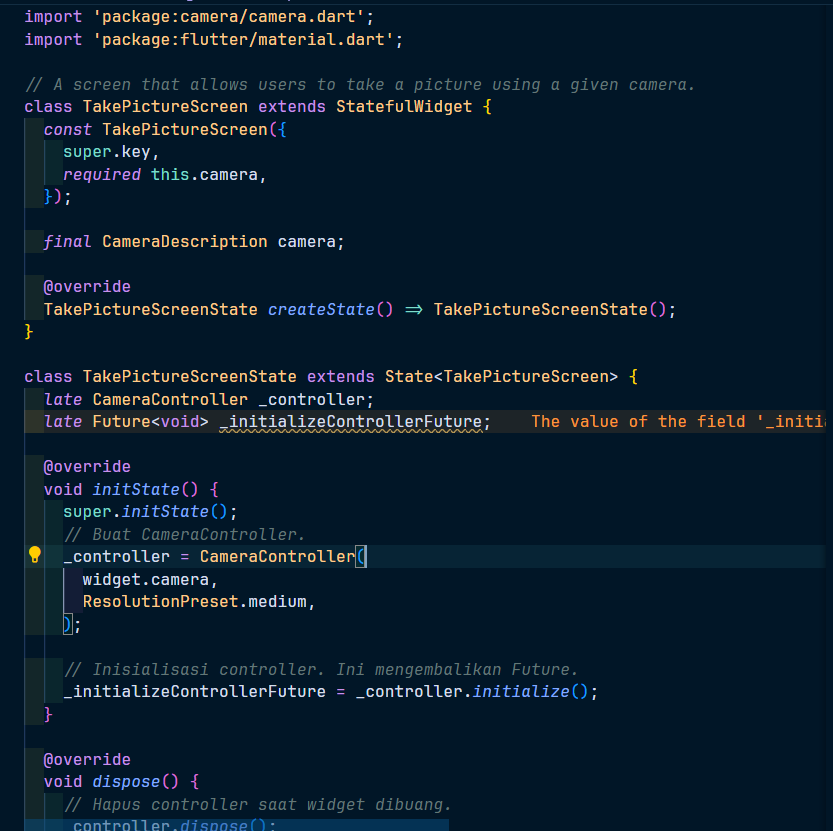 import 'package:camera/camera.dart';
import 'package:flutter/material.dart';
// A screen that allows users to take a picture using a given camera.
class TakePictureScreen extends StatefulWidget {
const TakePictureScreen({
super.key,
required this.camera,
});
final CameraDescription camera;
@override
TakePictureScreenState createState() => TakePictureScreenState();
}
class TakePictureScreenState extends State<TakePictureScreen> {
late CameraController _controller;
late Future<void> _initializeControllerFuture; The value of the field '_initi
@override
void initState() {
super.initState();
// Buat CameraController.
_controller = CameraController(
widget.camera,
ResolutionPreset.medium,
);
// Inisialisasi controller. Ini mengembalikan Future.
_initializeControllerFuture = _controller.initialize();
}
@override
void dispose() {
// Hapus controller saat widget dibuang.
_controller.dispose();